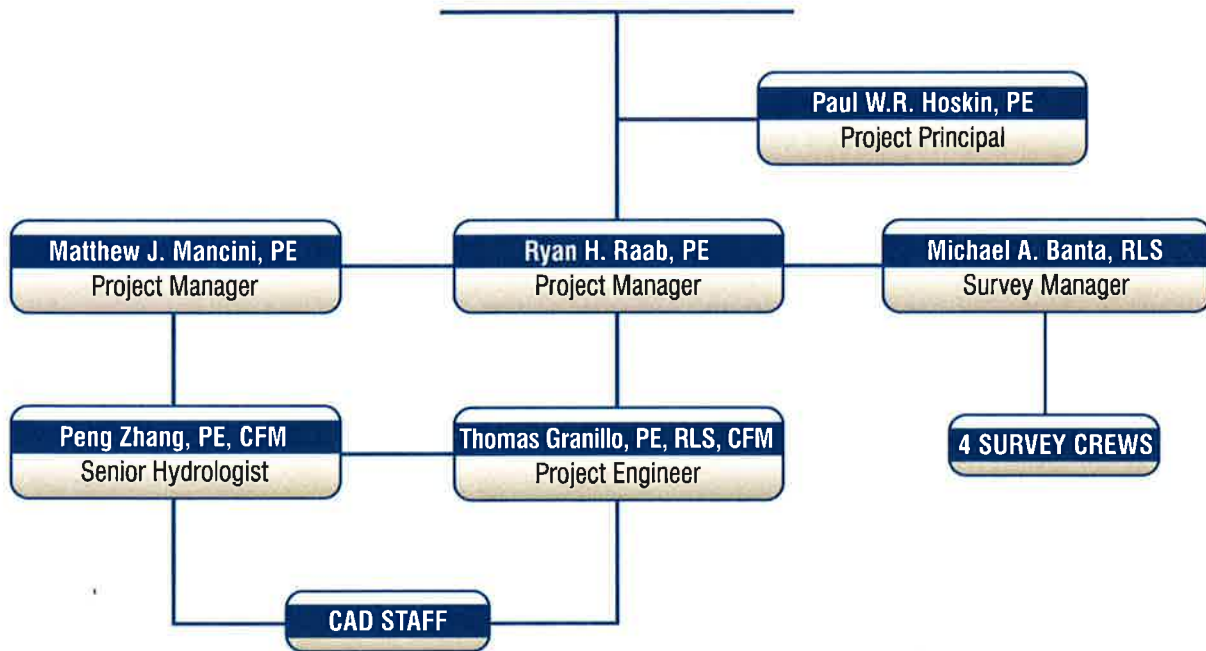 Paul W.R. Hoskin, PE
Project Principal
Matthew J. Mancini, PE
Project Manager
Ryan H. Raab, PE
Project Manager
Michael A. Banta, RLS
Survey Manager
Peng Zhang, PE, CFM
Senior Hydrologist
Thomas Granillo, PE, RLS, CFM
Project Engineer
4 SURVEY CREWS
CAD STAFF